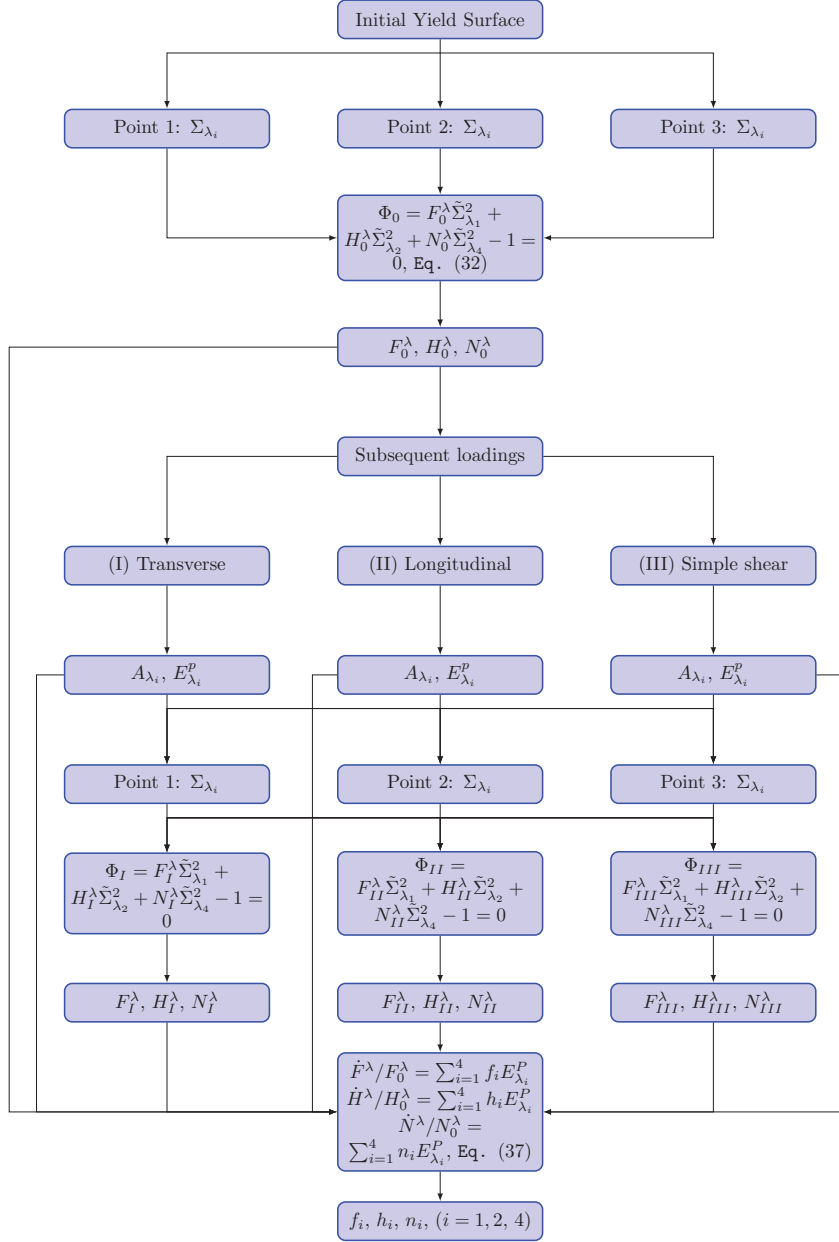 Initial Yield Surface
Point 1: Σ_{λ_i}
Point 2: Σ_{λ_i}
Point 3: Σ_{λ_i}
Φ_0 = F_0^λ Σ̃_{λ_1}^2 +
H_0^λ Σ̃_{λ_2}^2 + N_0^λ Σ̃_{λ_4}^2 − 1 =
0, Eq. (32)
F_0^λ, H_0^λ, N_0^λ
Subsequent loadings
(I) Transverse
(II) Longitudinal
(III) Simple shear
A_{λ_i}, E_{λ_i}^p
A_{λ_i}, E_{λ_i}^p
A_{λ_i}, E_{λ_i}^p
Point 1: Σ_{λ_i}
Point 2: Σ_{λ_i}
Point 3: Σ_{λ_i}
Φ_I = F_I^λ Σ̃_{λ_1}^2 +
H_I^λ Σ̃_{λ_2}^2 + N_I^λ Σ̃_{λ_4}^2 − 1 =
0
Φ_{II} =
F_{II}^λ Σ̃_{λ_1}^2 + H_{II}^λ Σ̃_{λ_2}^2 +
N_{II}^λ Σ̃_{λ_4}^2 − 1 = 0
Φ_{III} =
F_{III}^λ Σ̃_{λ_1}^2 + H_{III}^λ Σ̃_{λ_2}^2 +
N_{III}^λ Σ̃_{λ_4}^2 − 1 = 0
F_I^λ, H_I^λ, N_I^λ
F_{II}^λ, H_{II}^λ, N_{II}^λ
F_{III}^λ, H_{III}^λ, N_{III}^λ
Ḟ^λ/F_0^λ = ∑_{i=1}^4 f_i E_{λ_i}^P
Ḣ^λ/H_0^λ = ∑_{i=1}^4 h_i E_{λ_i}^P
Ṅ^λ/N_0^λ =
∑_{i=1}^4 n_i E_{λ_i}^P, Eq. (37)
f_i, h_i, n_i, (i = 1, 2, 4)